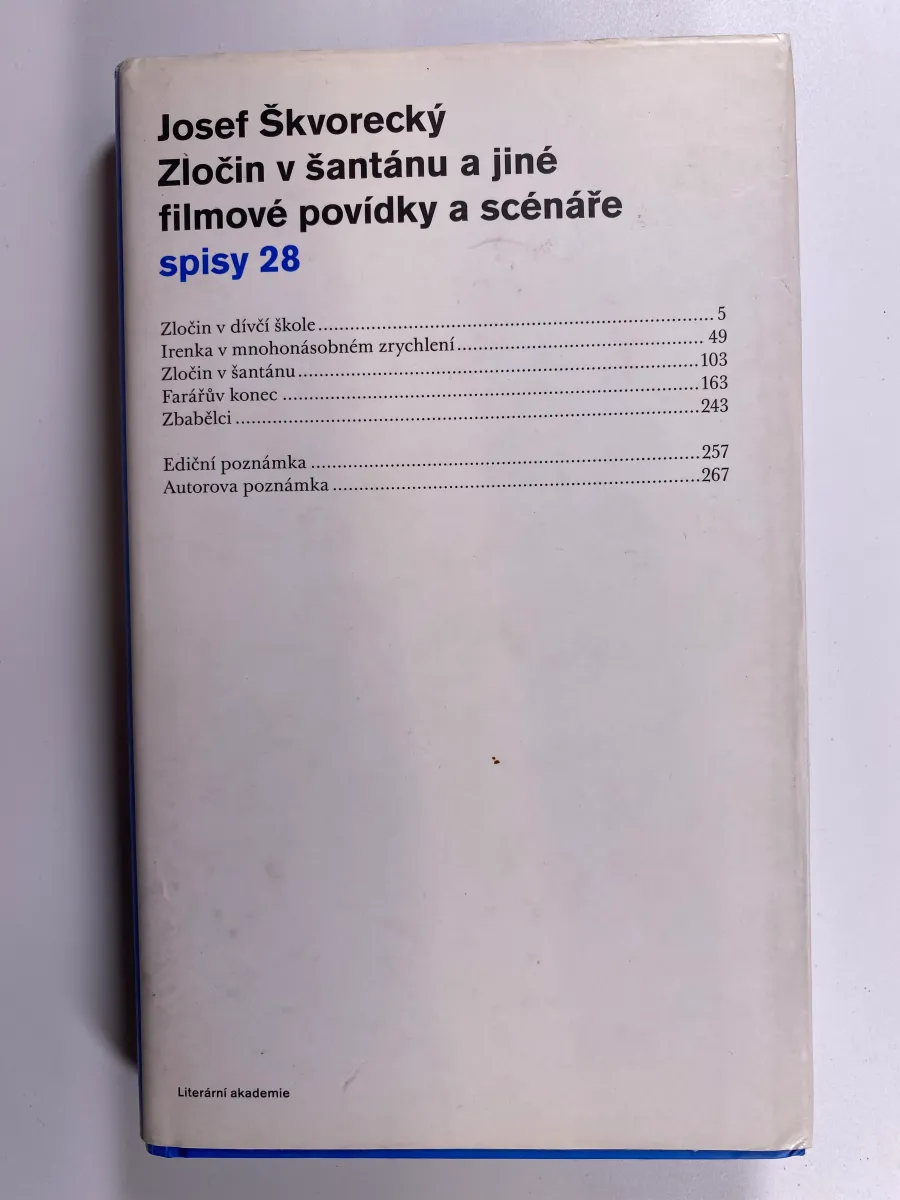 Josef Škvorecký
Zločin v šantánu a jiné
filmové povídky a scénáře
spisy 28
Zločin v dívčí škole........................................................................5
Irenka v mnohonásobném zrychlení.............................................. 49
Zločin v šantánu...........................................................................103
Farářův konec ..............................................................................163
Zbabělci......................................................................................243
Ediční poznámka .........................................................................257
Autorova poznámka.....................................................................267
Literární akademie